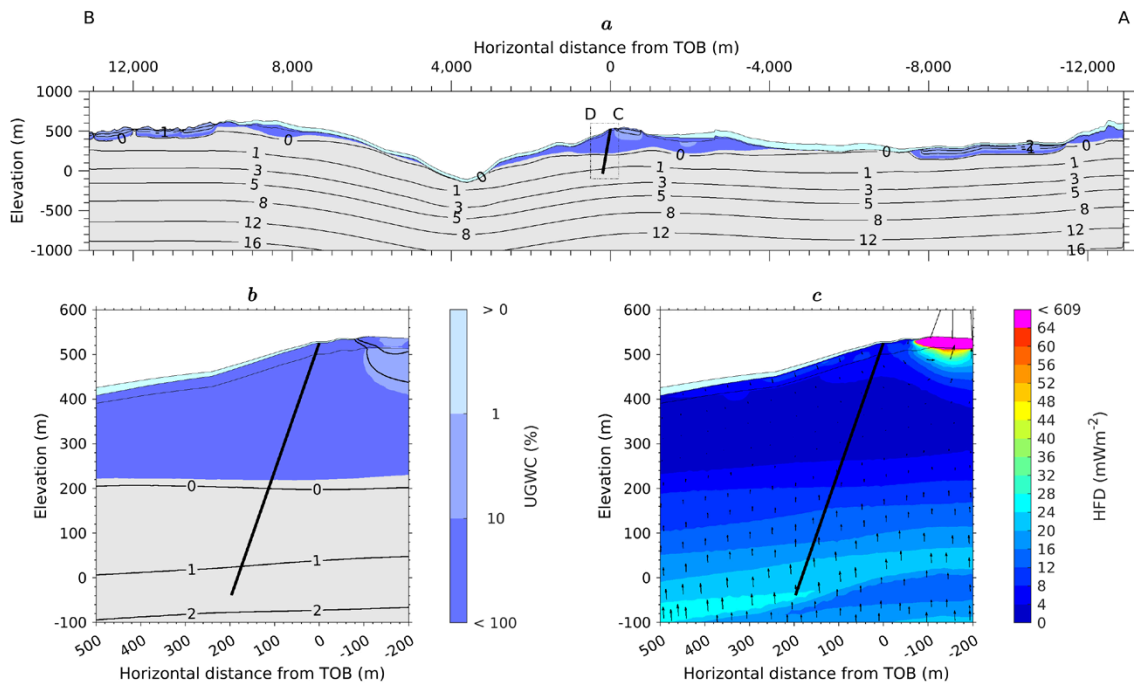 B a A
Horizontal distance from TOB (m)
12,000 8,000 4,000 0 -4,000 -8,000 -12,000
1000
500
0
-500
-1000
Elevation (m)
D C
-1 0 0 0 0 0 -2 -4 0
1 1 1 1 1
3 3 3 3 3
5 5 5 5 5
8 8 8 8 8
12 12 12 12
16 16
b
600
500
400
300
200
100
0
-100
Elevation (m)
0 0
1 1
2 2
500 400 300 200 100 0 -100 -200
Horizontal distance from TOB (m)
> 0
1
10
< 100
UGWC (%)
c
600
500
400
300
200
100
0
-100
Elevation (m)
500 400 300 200 100 0 -100 -200
Horizontal distance from TOB (m)
< 609
64
60
56
52
48
44
40
36
32
28
24
20
16
12
8
4
0
HFD (mWm⁻²)